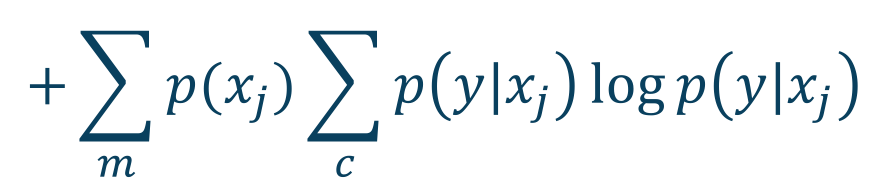 + ∑_m p(x_j) ∑_c p(y|x_j) log p(y|x_j)